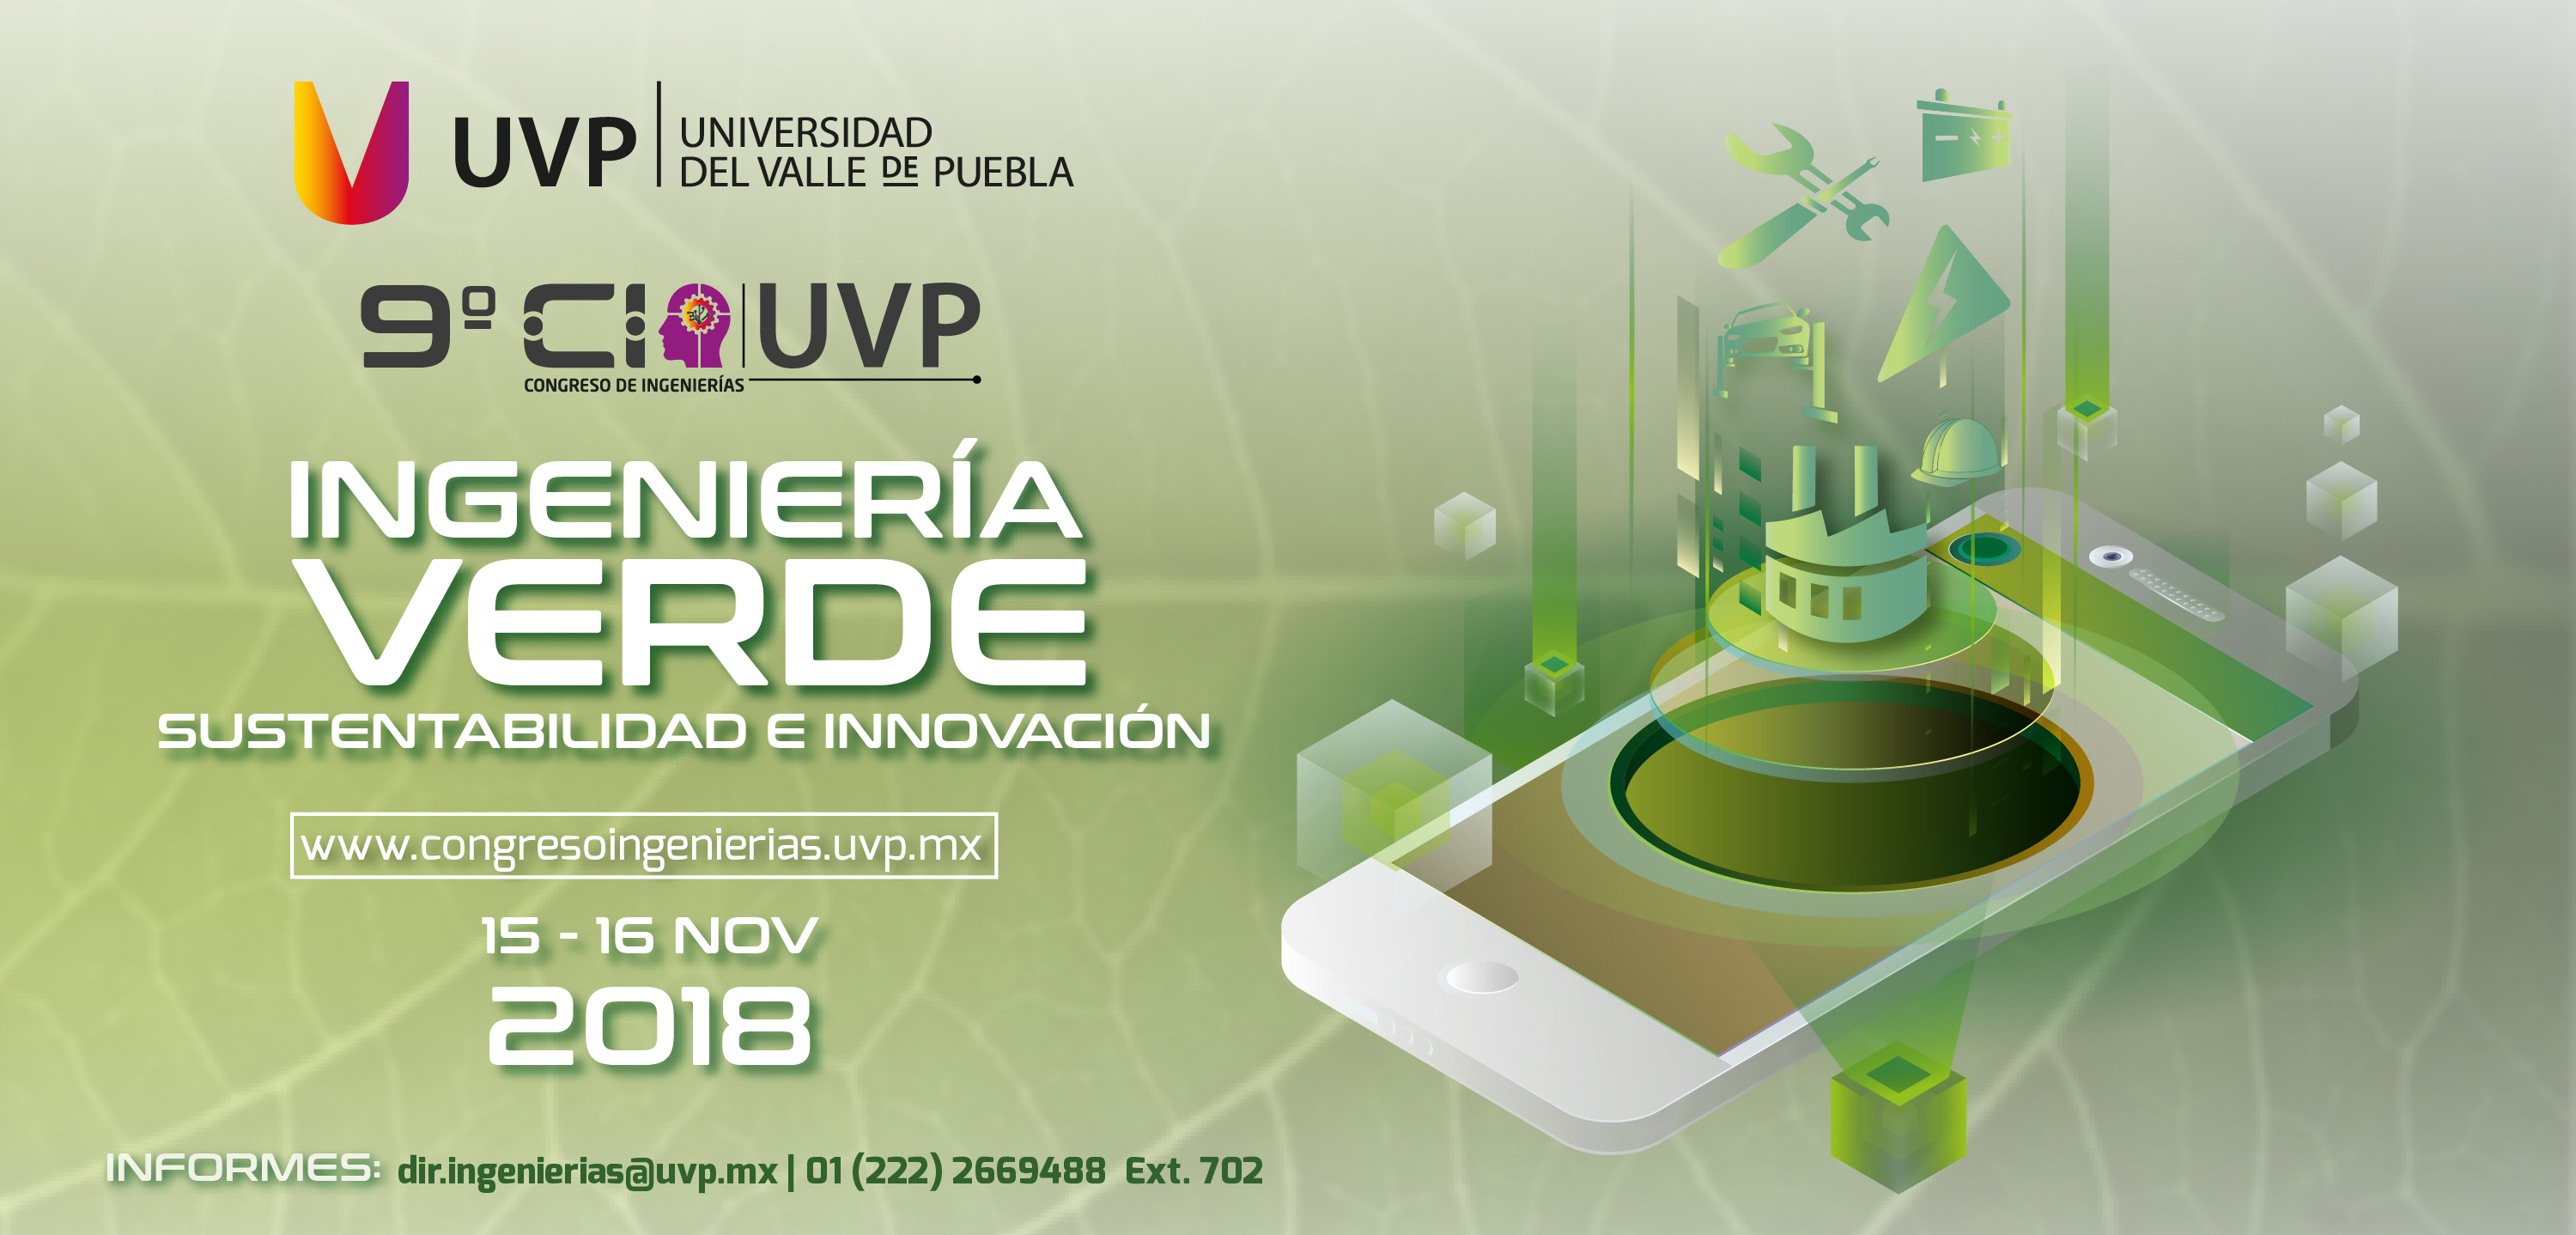 UVP
UNIVERSIDAD
DEL VALLE DE PUEBLA
9º CI UVP
CONGRESO DE INGENIERÍAS
INGENIERÍA
VERDE
SUSTENTABILIDAD E INNOVACIÓN
www.congresoingenierias.uvp.mx
15 - 16 NOV
2018
INFORMES: dir.ingenierias@uvp.mx | 01 (222) 2669488 Ext. 702